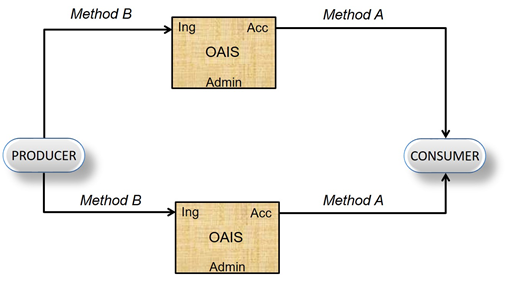 Method B
Method A
Ing Acc
OAIS
Admin
PRODUCER
CONSUMER
Method B
Method A
Ing Acc
OAIS
Admin